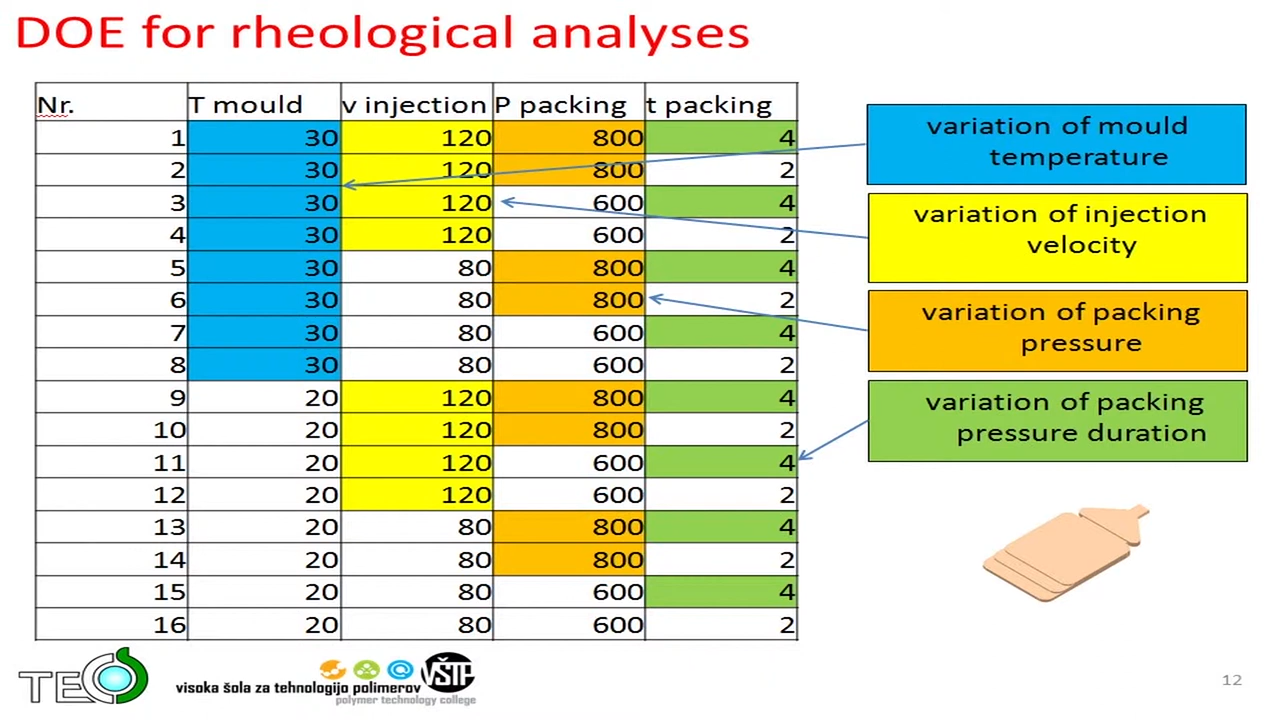 DOE for rheological analyses
Nr. T mould v injection P packing t packing
1 30 120 800 4
2 30 120 800 2
3 30 120 600 4
4 30 120 600 2
5 30 80 800 4
6 30 80 800 2
7 30 80 600 4
8 30 80 600 2
9 20 120 800 4
10 20 120 800 2
11 20 120 600 4
12 20 120 600 2
13 20 80 800 4
14 20 80 800 2
15 20 80 600 4
16 20 80 600 2
variation of mould
temperature
variation of injection
velocity
variation of packing
pressure
variation of packing
pressure duration
TECOS
visoka šola za tehnologijo polimerov
VŠTP
polymer technology college
12